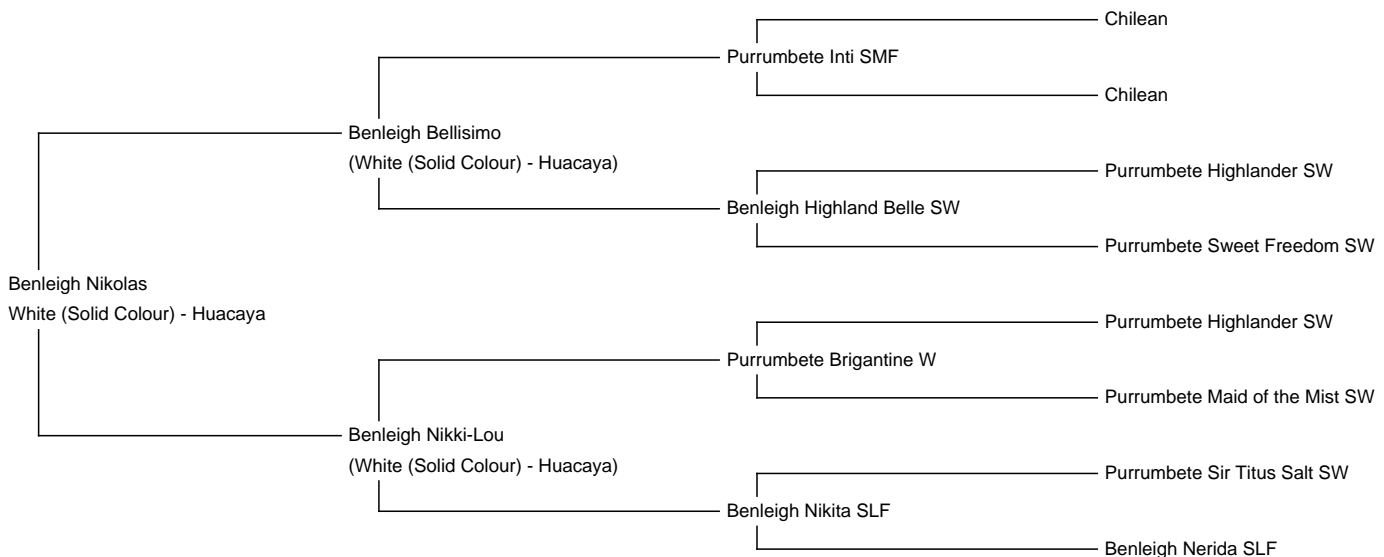 Chilean
Purrumbete Inti SMF
Chilean
Benleigh Bellisimo
(White (Solid Colour) - Huacaya)
Purrumbete Highlander SW
Benleigh Highland Belle SW
Purrumbete Sweet Freedom SW
Benleigh Nikolas
White (Solid Colour) - Huacaya
Purrumbete Highlander SW
Purrumbete Brigantine W
Purrumbete Maid of the Mist SW
Benleigh Nikki-Lou
(White (Solid Colour) - Huacaya)
Purrumbete Sir Titus Salt SW
Benleigh Nikita SLF
Benleigh Nerida SLF